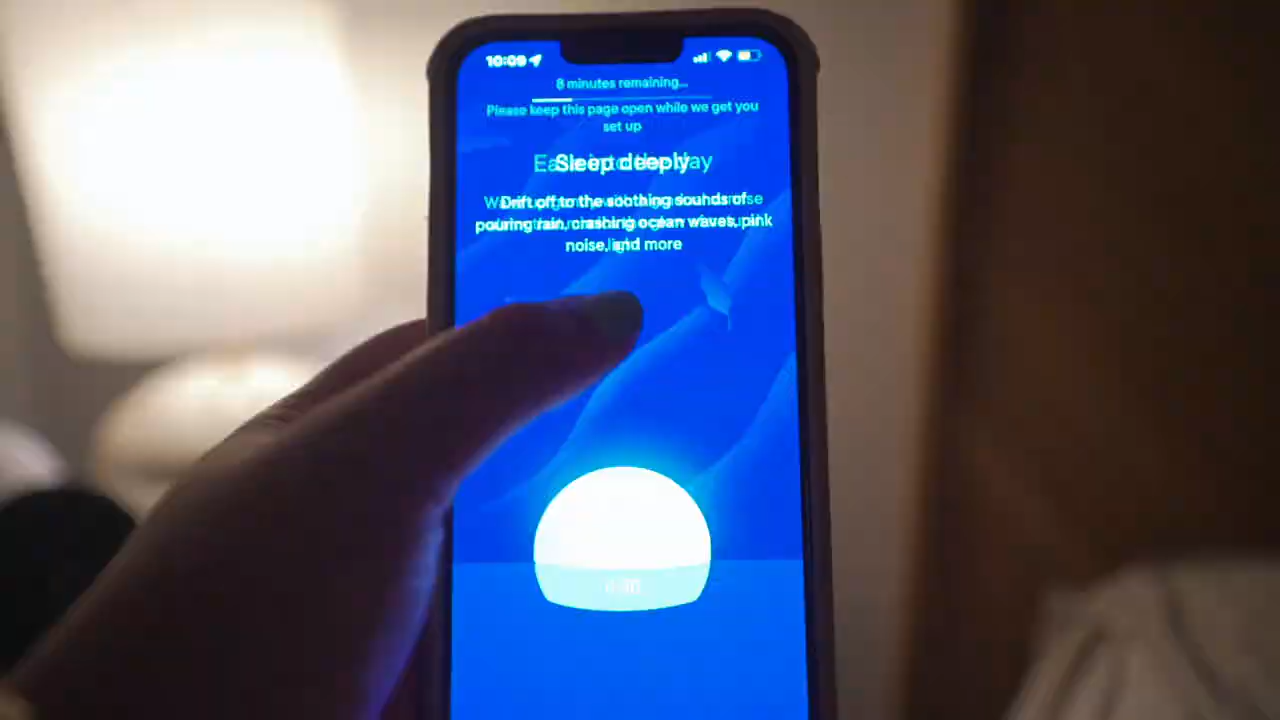 10:09
8 minutes remaining...
Please keep this page open while we get you
set up
Sleep deeply
Drift off to the soothing sounds of
pouring rain, crashing ocean waves, pink
noise, and more